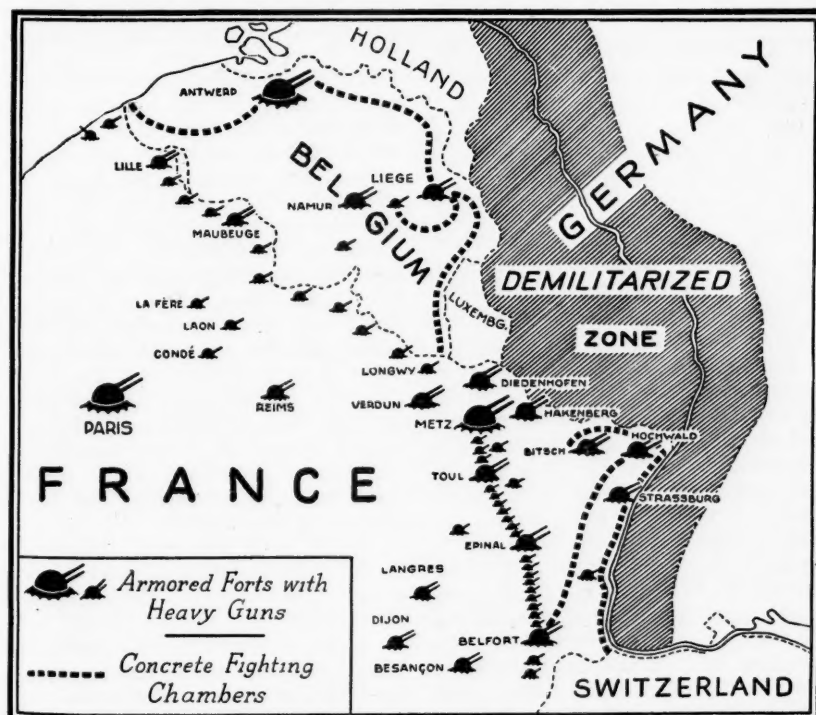 HOLLAND
ANTWERP
GERMANY
LILLE
BELGIUM
LIEGE
NAMUR
MAUBEUGE
DEMILITARIZED
ZONE
LUXEMBG.
LA FÈRE
LAON
CONDÉ
LONGWY
DIEDENHOFEN
PARIS
REIMS
VERDUN
METZ
HAKENBERG
BITSCH
HOCHWALD
FRANCE
TOUL
STRASSBURG
EPINAL
LANGRES
DIJON
BELFORT
BESANÇON
SWITZERLAND
Armored Forts with
Heavy Guns
Concrete Fighting
Chambers